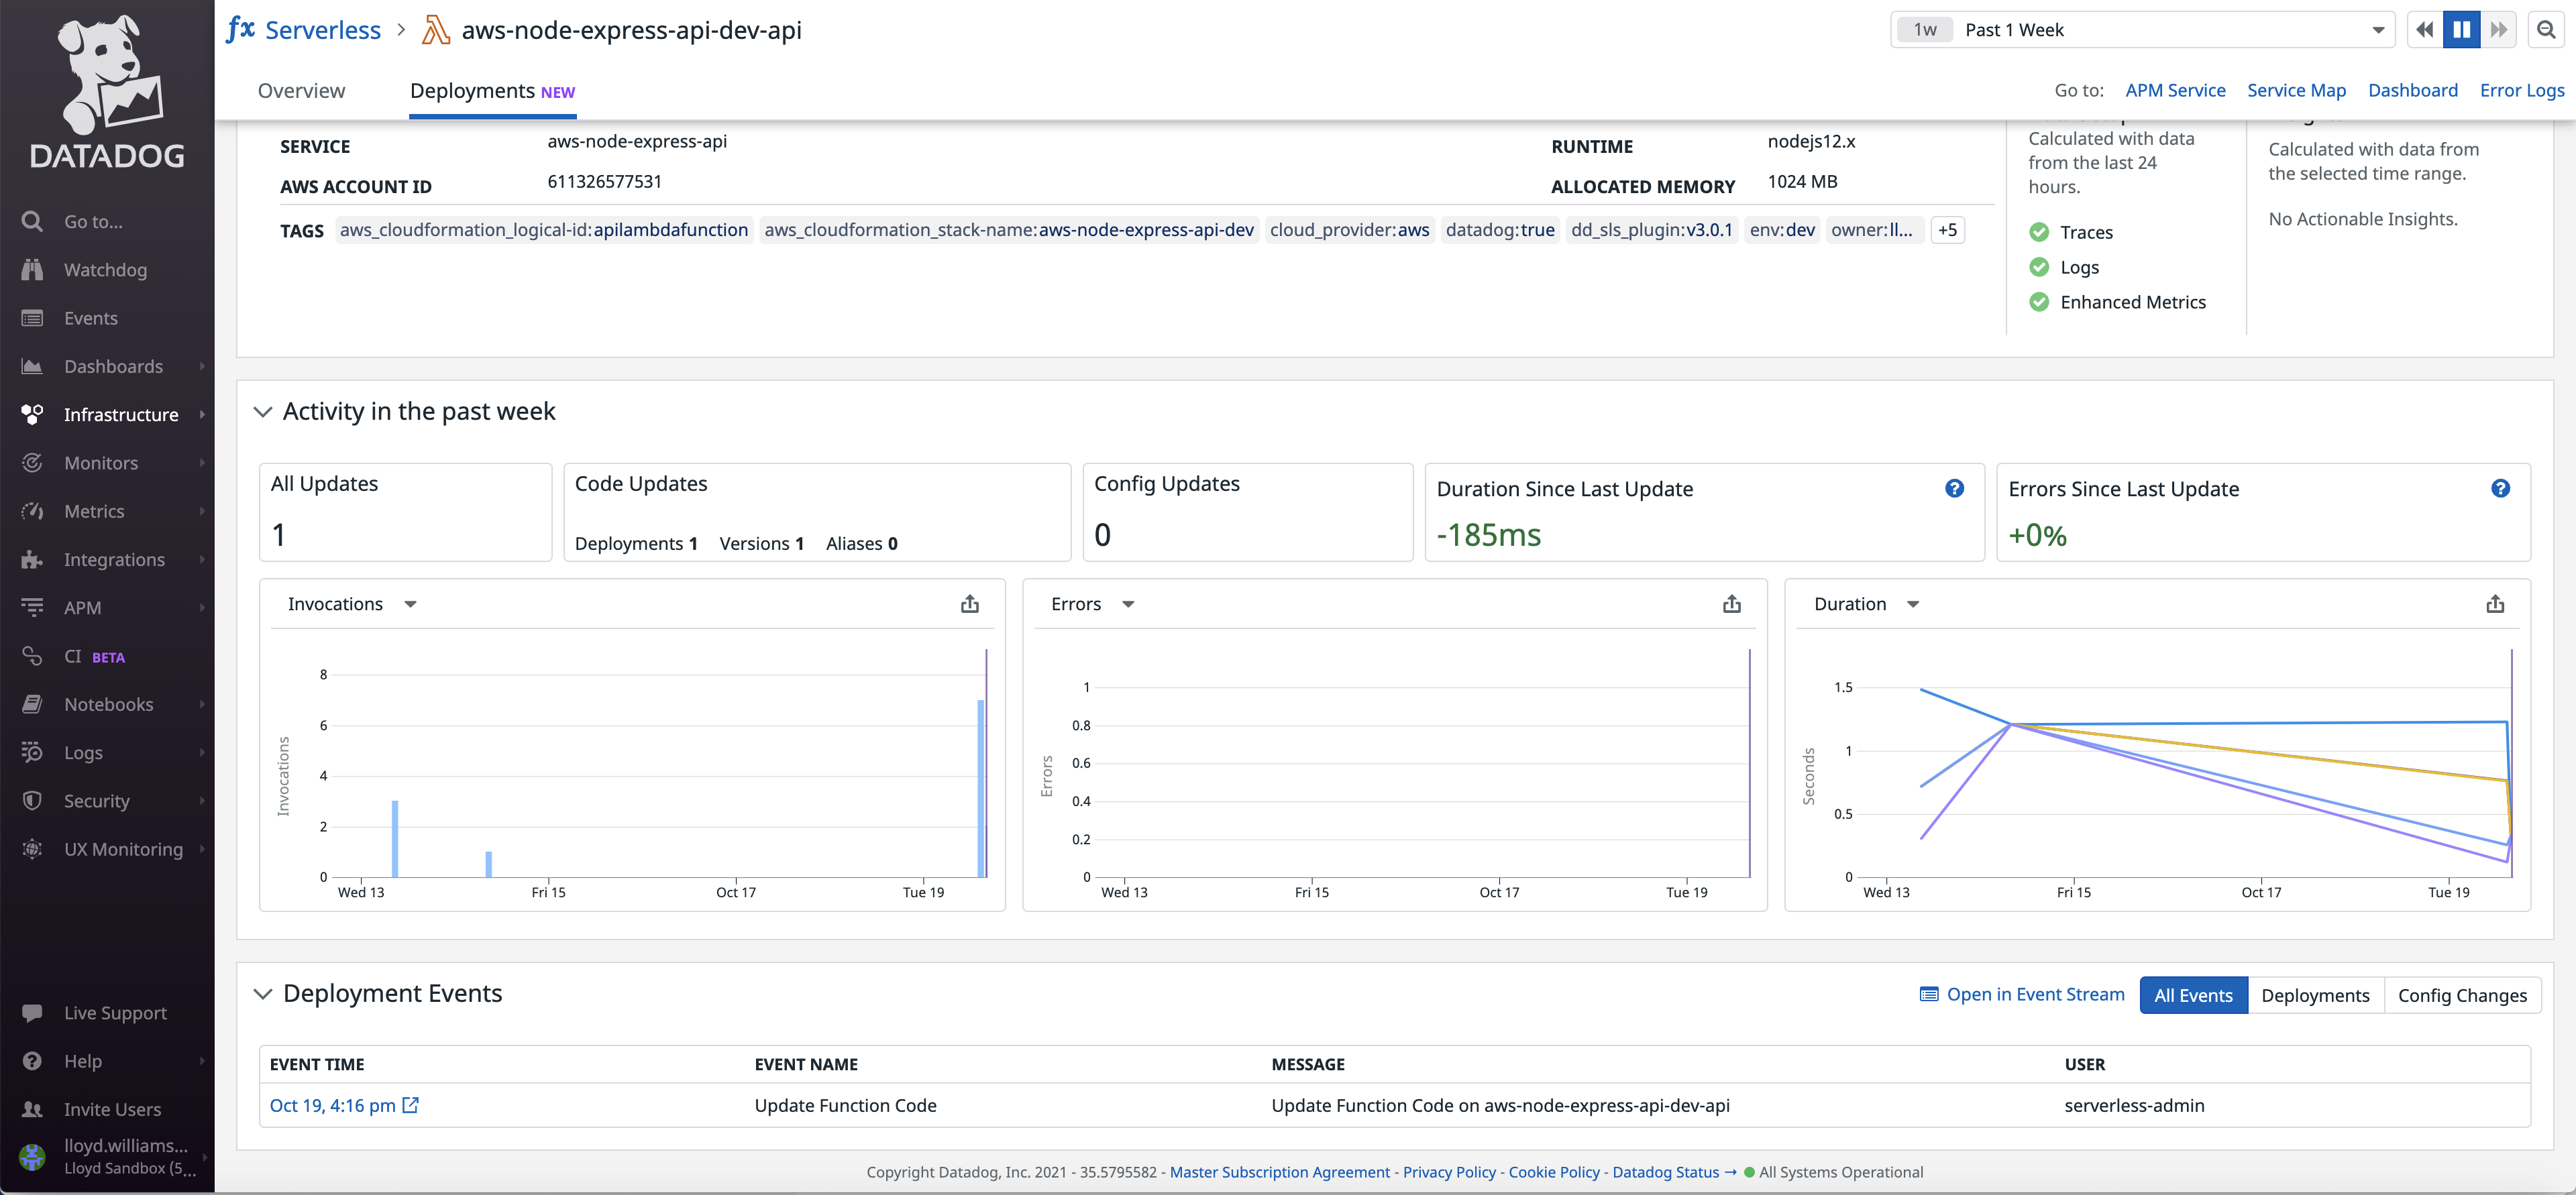 DATADOG
Go to...
Watchdog
Events
Dashboards
Infrastructure
Monitors
Metrics
Integrations
APM
CI BETA
Notebooks
Logs
Security
UX Monitoring
Live Support
Help
Invite Users
lloyd.williams...
Lloyd Sandbox (5...
fx Serverless > aws-node-express-api-dev-api
1w Past 1 Week
Overview Deployments NEW
Go to: APM Service Service Map Dashboard Error Logs
SERVICE aws-node-express-api
RUNTIME nodejs12.x
AWS ACCOUNT ID 611326577531
ALLOCATED MEMORY 1024 MB
TAGS aws_cloudformation_logical-id:apilambdafunction aws_cloudformation_stack-name:aws-node-express-api-dev cloud_provider:aws datadog:true dd_sls_plugin:v3.0.1 env:dev owner:ll... +5
Calculated with data
from the last 24
hours.
Traces
Logs
Enhanced Metrics
Calculated with data from
the selected time range.
No Actionable Insights.
Activity in the past week
All Updates
1
Code Updates
Deployments 1 Versions 1 Aliases 0
Config Updates
0
Duration Since Last Update
-185ms
Errors Since Last Update
+0%
Invocations
Invocations
8
6
4
2
0
Wed 13 Fri 15 Oct 17 Tue 19
Errors
Errors
1
0.8
0.6
0.4
0.2
0
Wed 13 Fri 15 Oct 17 Tue 19
Duration
Seconds
1.5
1
0.5
0
Wed 13 Fri 15 Oct 17 Tue 19
Deployment Events
Open in Event Stream All Events Deployments Config Changes
EVENT TIME EVENT NAME MESSAGE USER
Oct 19, 4:16 pm Update Function Code Update Function Code on aws-node-express-api-dev-api serverless-admin
Copyright Datadog, Inc. 2021 - 35.5795582 - Master Subscription Agreement - Privacy Policy - Cookie Policy - Datadog Status → All Systems Operational